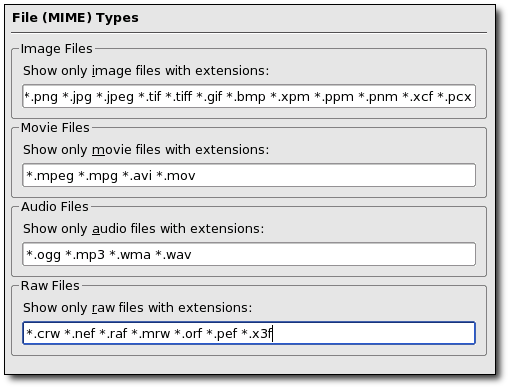 File (MIME) Types
Image Files
Show only image files with extensions:
*.png *.jpg *.jpeg *.tif *.tiff *.gif *.bmp *.xpm *.ppm *.pnm *.xcf *.pcx
Movie Files
Show only movie files with extensions:
*.mpeg *.mpg *.avi *.mov
Audio Files
Show only audio files with extensions:
*.ogg *.mp3 *.wma *.wav
Raw Files
Show only raw files with extensions:
*.crw *.nef *.raf *.mrw *.orf *.pef *.x3f